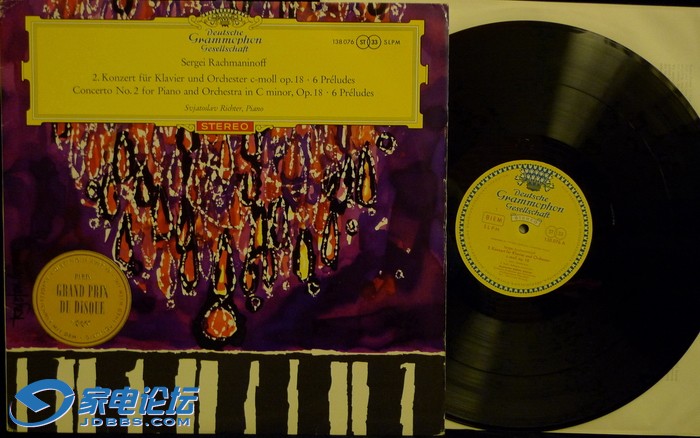 Deutsche
Grammophon
Gesellschaft
138 076 ST 33 SLPM
Sergei Rachmaninoff
2. Konzert für Klavier und Orchester c-moll op. 18 · 6 Préludes
Concerto No. 2 for Piano and Orchestra in C minor, Op. 18 · 6 Préludes
Svjatoslav Richter, Piano
STEREO
GRAND PRIX
DU DISQUE
Deutsche
Grammophon
Gesellschaft
BIEM
家电论坛
JDBBS.COM